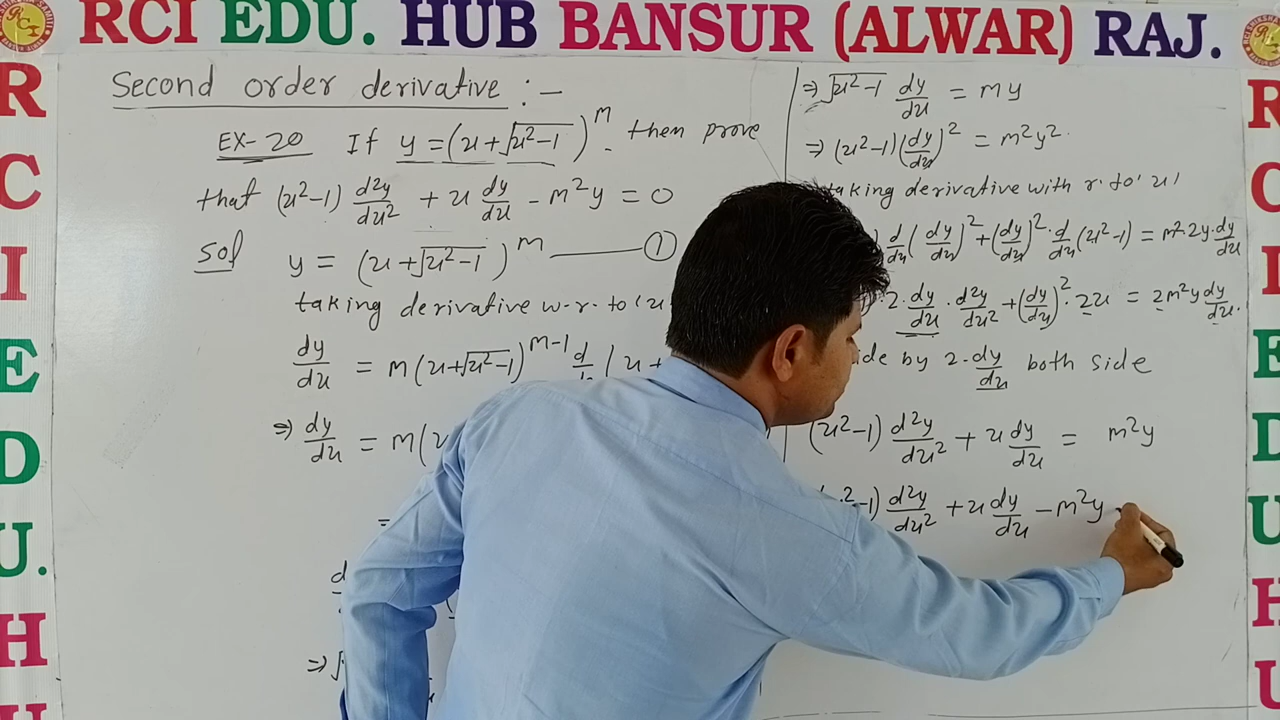 RCI EDU. HUB BANSUR (ALWAR) RAJ.
R
C
I
E
D
U.
H
Second order derivative :-
EX-20 If y = (x+√x²-1)^m then prove
that (x²-1) d²y/dx² + x dy/dx - m²y = 0
Sol y = (x+√x²-1)^m ——— ①
taking derivative w.r. to 'x
dy/dx = m(x+√x²-1)^m-1 d
⇒ dy/dx = m(
=
⇒ √x²-1 dy/dx = my
⇒ (x²-1)(dy/dx)² = m²y².
taking derivative with r. to 'x'
d/dx (dy/dx)² + (dy/dx)² · d/dx (x²-1) = m²·2y·dy/dx
2·dy/dx · d²y/dx² + (dy/dx)² · 2x = 2m²y dy/dx.
ide by 2·dy/dx both side
(x²-1) d²y/dx² + x dy/dx = m²y
x²-1) d²y/dx² + x dy/dx - m²y
R
C
I
E
D
U
H
U